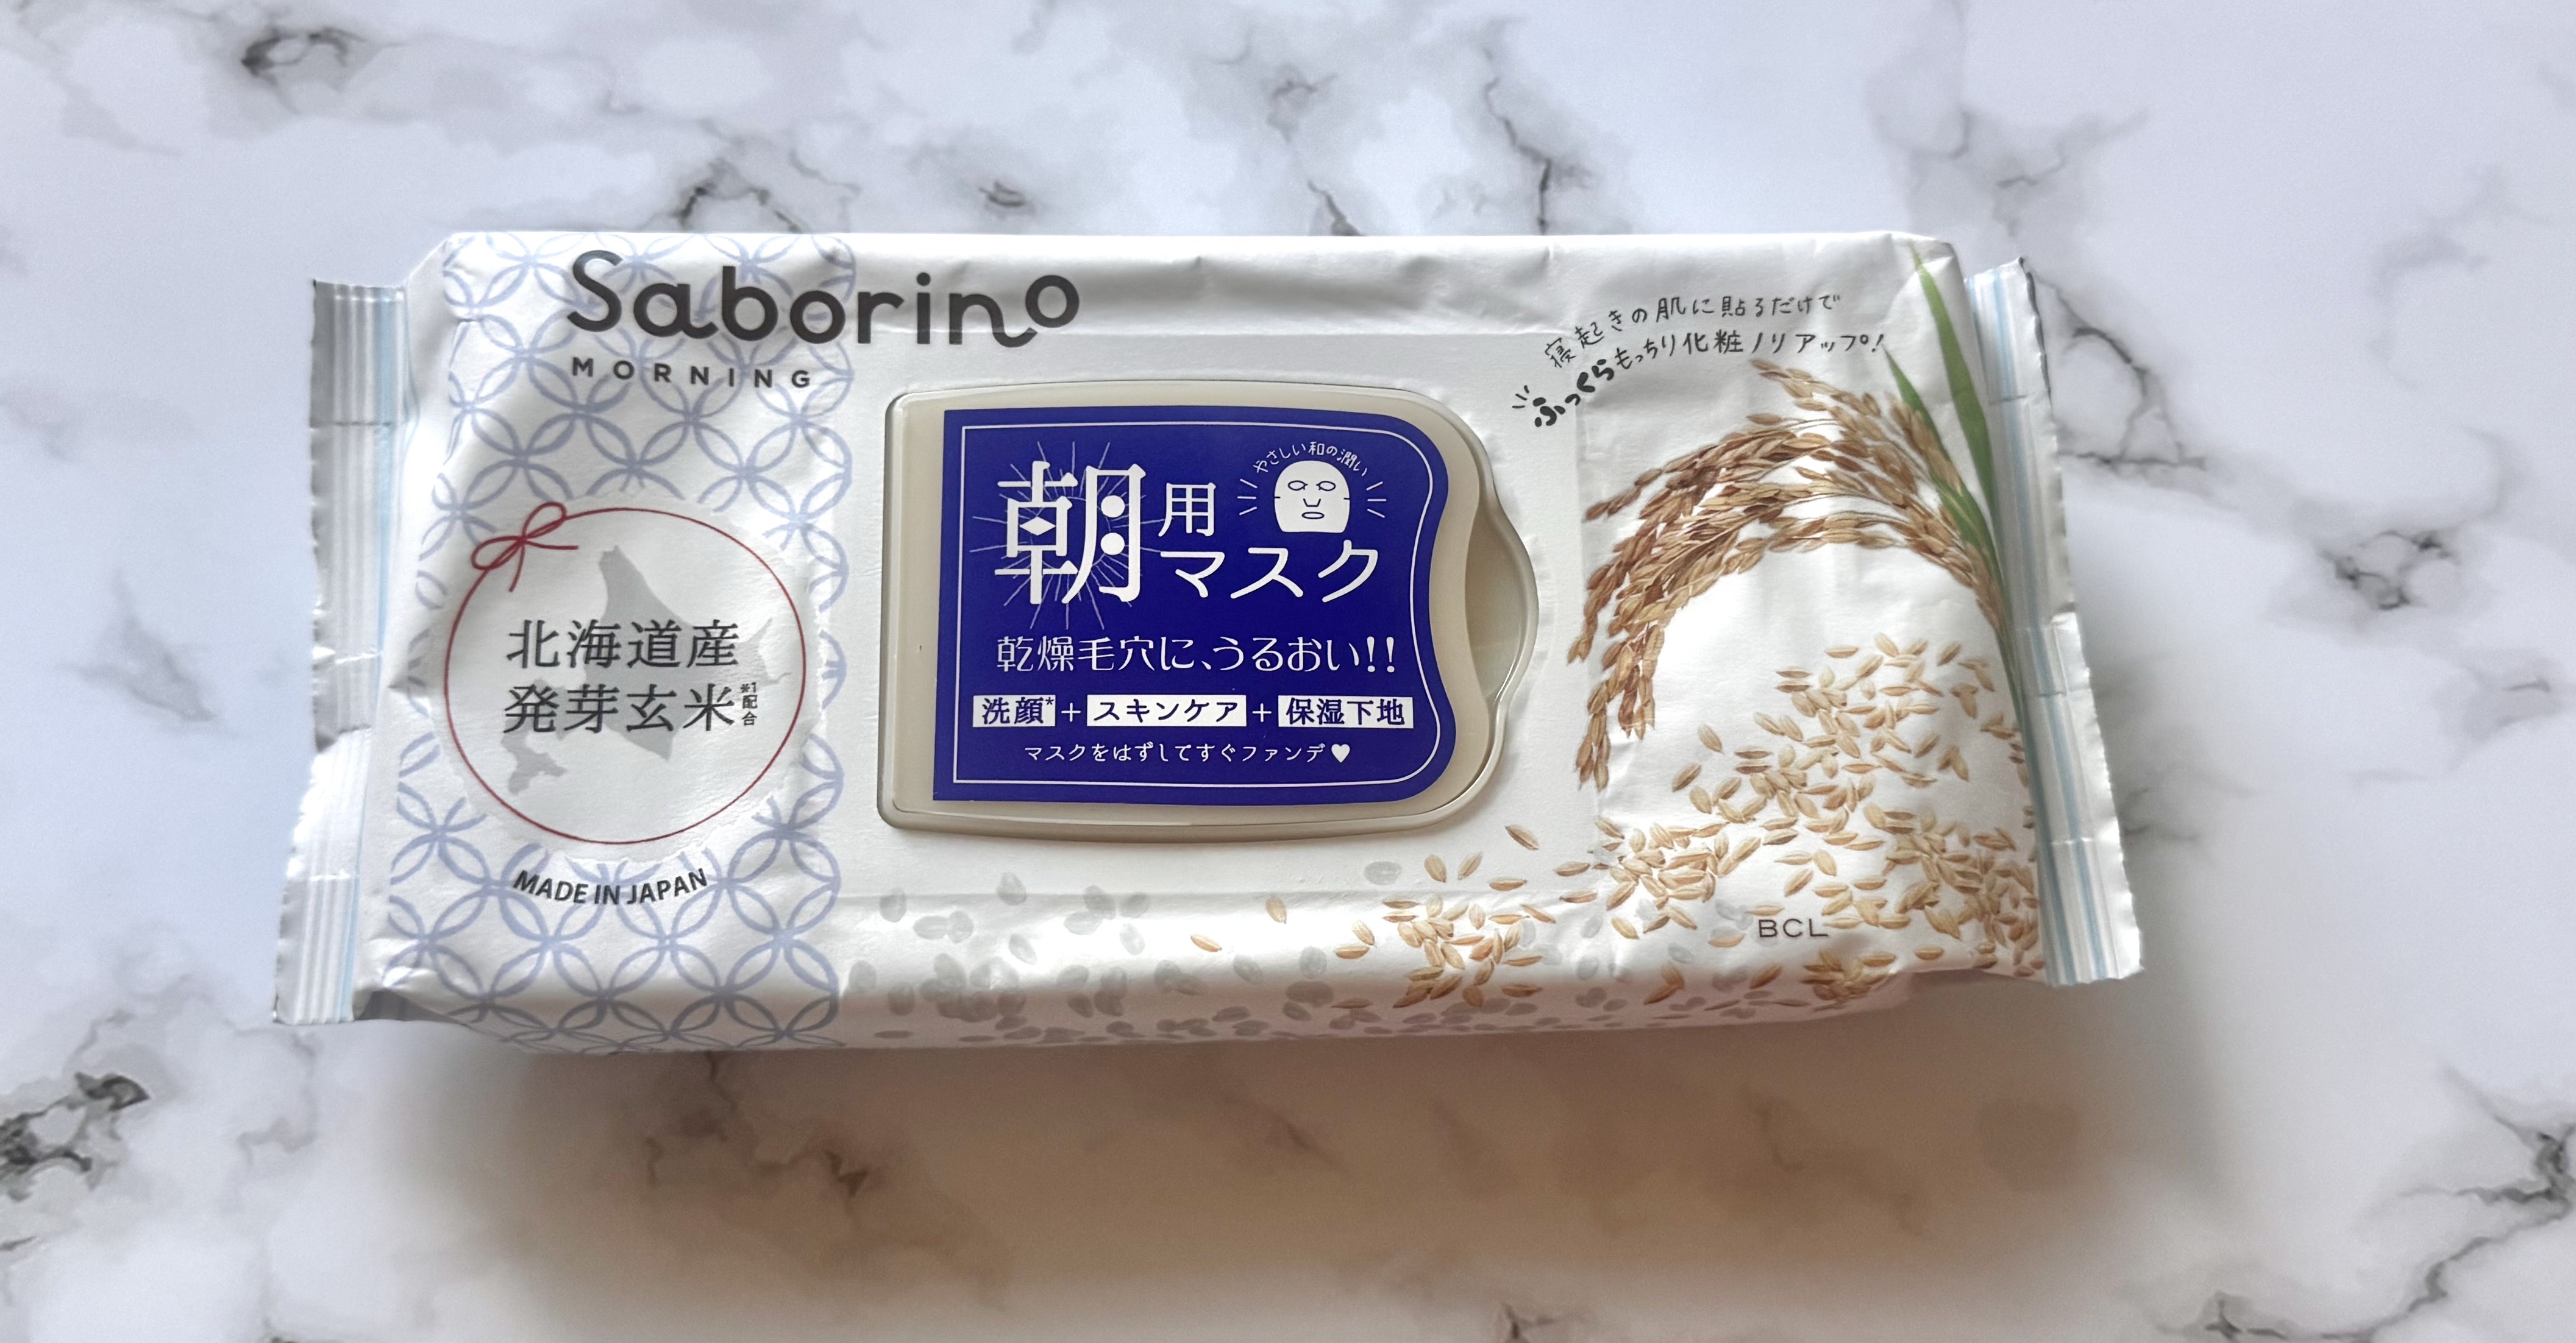 Saborino
MORNING
寝起きの肌に貼るだけで
ふっくらもっちり化粧ノリアップ!
やさしい和の潤い
朝用
マスク
乾燥毛穴に、うるおい!!
洗顔*+スキンケア+保湿下地
マスクをはずしてすぐファンデ♥
北海道産
発芽玄米※1配合
MADE IN JAPAN
BCL